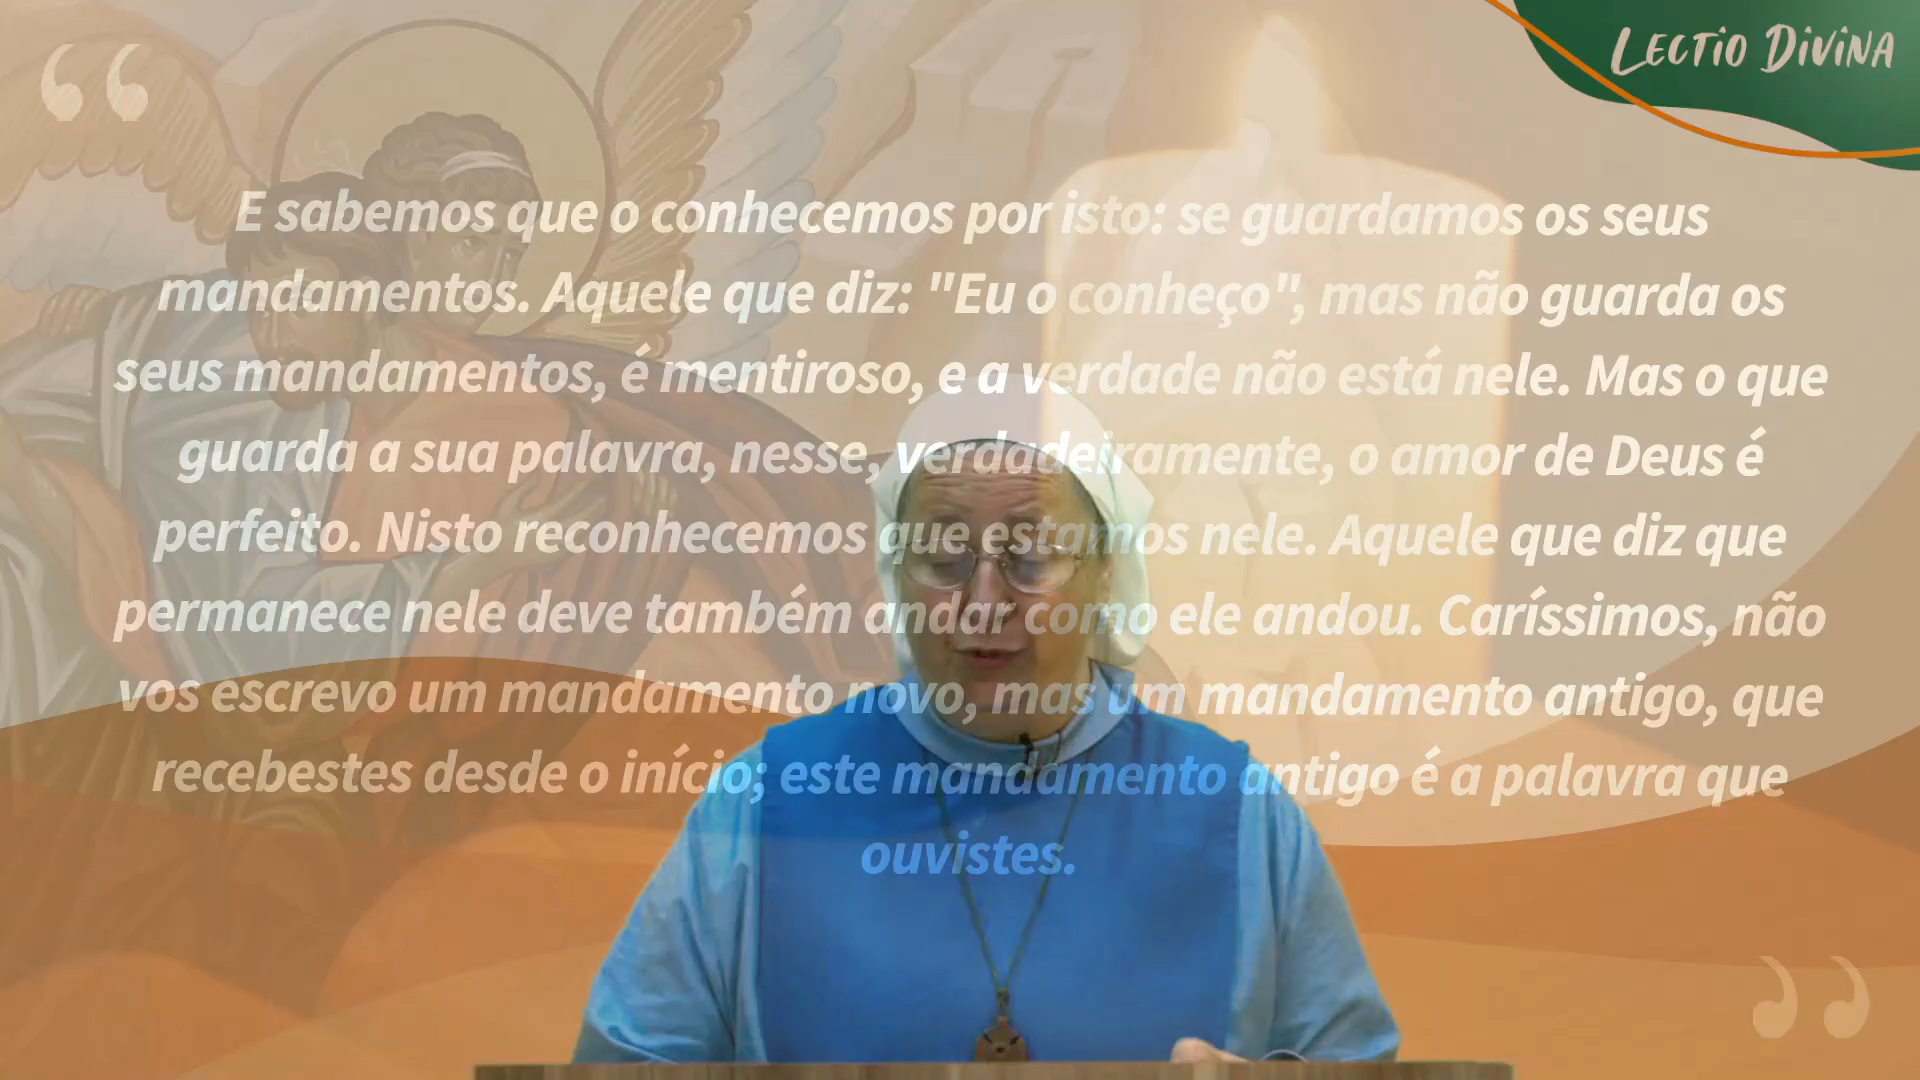 Lectio Divina
“
E sabemos que o conhecemos por isto: se guardamos os seus
mandamentos. Aquele que diz: "Eu o conheço", mas não guarda os
seus mandamentos, é mentiroso, e a verdade não está nele. Mas o que
guarda a sua palavra, nesse, verdadeiramente, o amor de Deus é
perfeito. Nisto reconhecemos que estamos nele. Aquele que diz que
permanece nele deve também andar como ele andou. Caríssimos, não
vos escrevo um mandamento novo, mas um mandamento antigo, que
recebestes desde o início; este mandamento antigo é a palavra que
ouvistes.
”